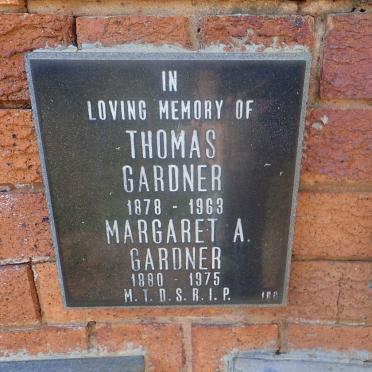 IN
LOVING MEMORY OF
THOMAS
GARDNER
1878 - 1963
MARGARET A.
GARDNER
1880 - 1975
M.T.D.S.R.I.P.